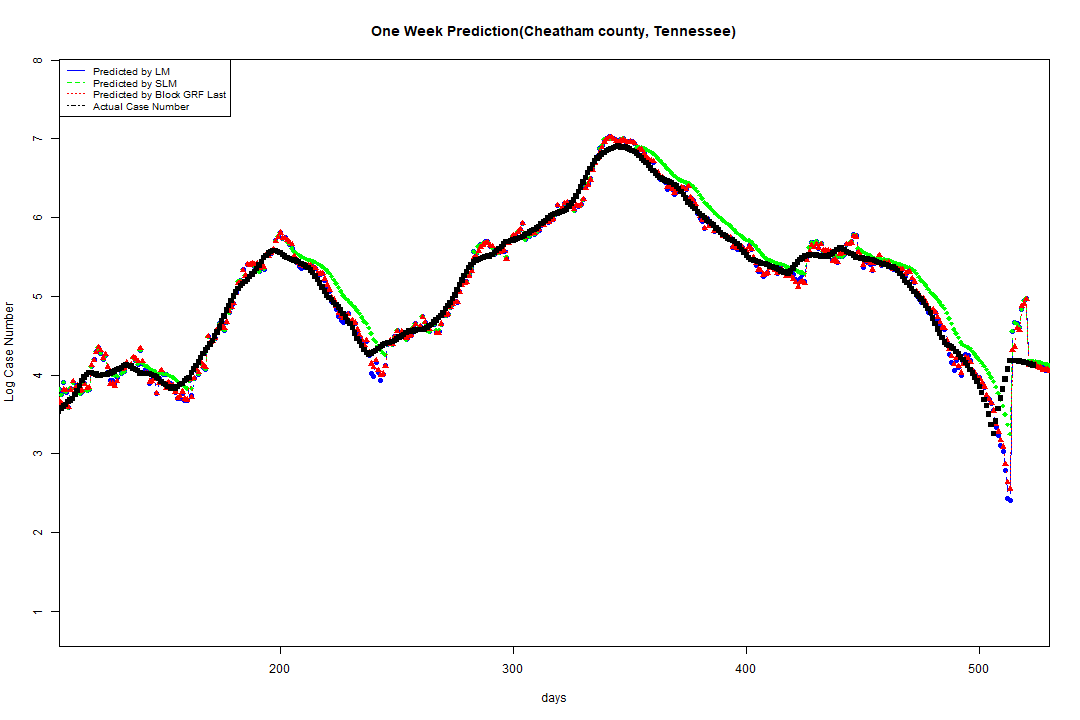 One Week Prediction(Cheatham county, Tennessee)
Predicted by LM
Predicted by SLM
Predicted by Block GRF Last
Actual Case Number
8
7
6
5
4
3
2
1
Log Case Number
200 300 400 500
days